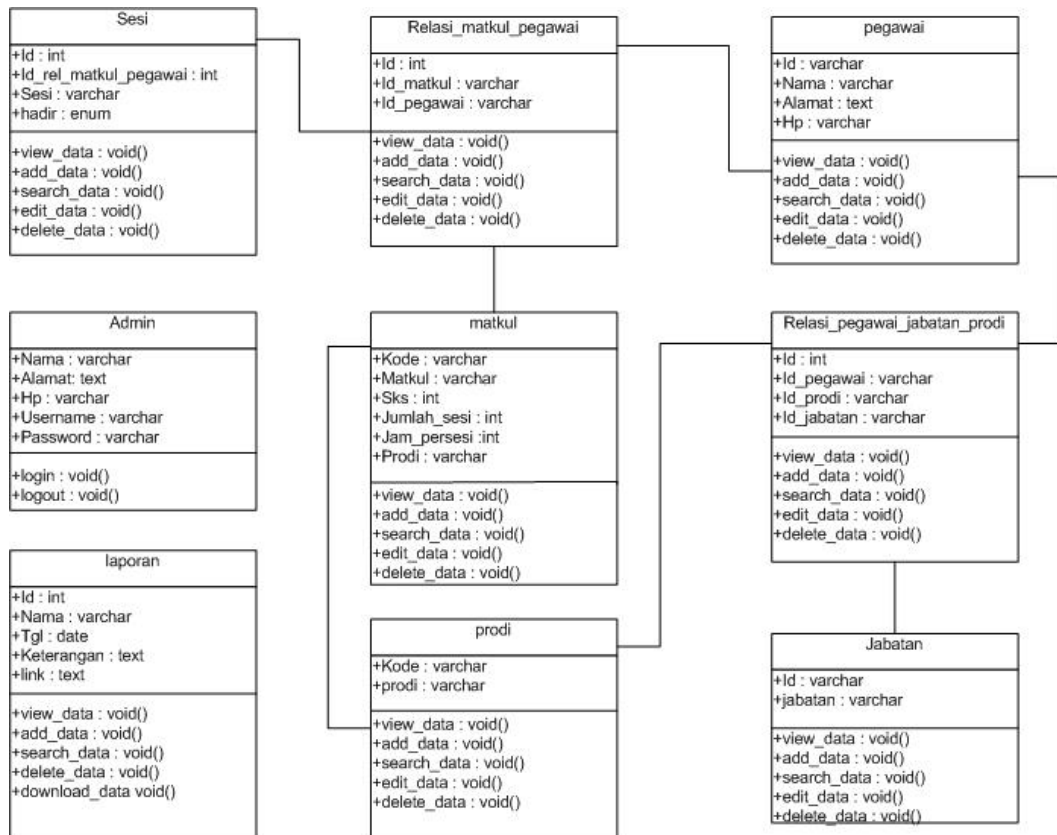 Sesi
+Id : int
+Id_rel_matkul_pegawai : int
+Sesi : varchar
+hadir : enum
+view_data : void()
+add_data : void()
+search_data : void()
+edit_data : void()
+delete_data : void()
Relasi_matkul_pegawai
+Id : int
+Id_matkul : varchar
+Id_pegawai : varchar
+view_data : void()
+add_data : void()
+search_data : void()
+edit_data : void()
+delete_data : void()
pegawai
+Id : varchar
+Nama : varchar
+Alamat : text
+Hp : varchar
+view_data : void()
+add_data : void()
+search_data : void()
+edit_data : void()
+delete_data : void()
Admin
+Nama : varchar
+Alamat: text
+Hp : varchar
+Username : varchar
+Password : varchar
+login : void()
+logout : void()
matkul
+Kode : varchar
+Matkul : varchar
+Sks : int
+Jumlah_sesi : int
+Jam_persesi :int
+Prodi : varchar
+view_data : void()
+add_data : void()
+search_data : void()
+edit_data : void()
+delete_data : void()
Relasi_pegawai_jabatan_prodi
+Id : int
+Id_pegawai : varchar
+Id_prodi : varchar
+Id_jabatan : varchar
+view_data : void()
+add_data : void()
+search_data : void()
+edit_data : void()
+delete_data : void()
laporan
+Id : int
+Nama : varchar
+Tgl : date
+Keterangan : text
+link : text
+view_data : void()
+add_data : void()
+search_data : void()
+delete_data : void()
+download_data void()
prodi
+Kode : varchar
+prodi : varchar
+view_data : void()
+add_data : void()
+search_data : void()
+edit_data : void()
+delete_data : void()
Jabatan
+Id : varchar
+jabatan : varchar
+view_data : void()
+add_data : void()
+search_data : void()
+edit_data : void()
+delete_data : void()